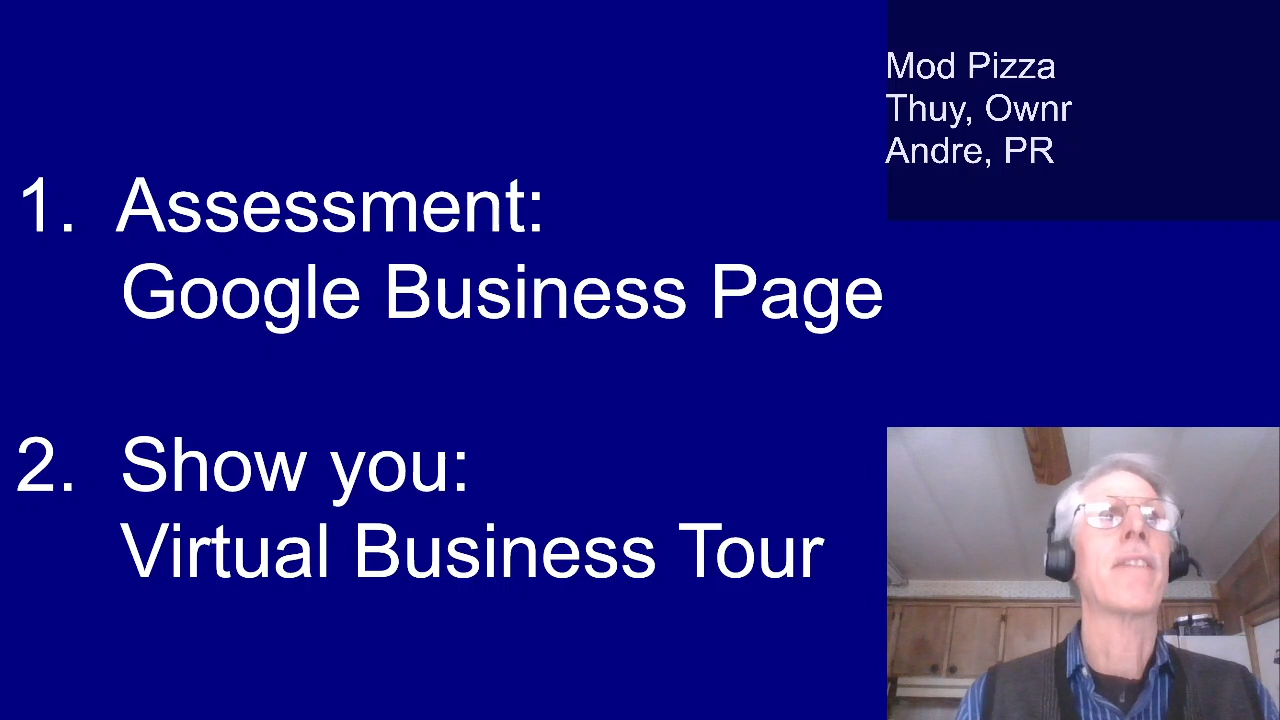 Mod Pizza
Thuy, Ownr
Andre, PR
1. Assessment:
Google Business Page
2. Show you:
Virtual Business Tour